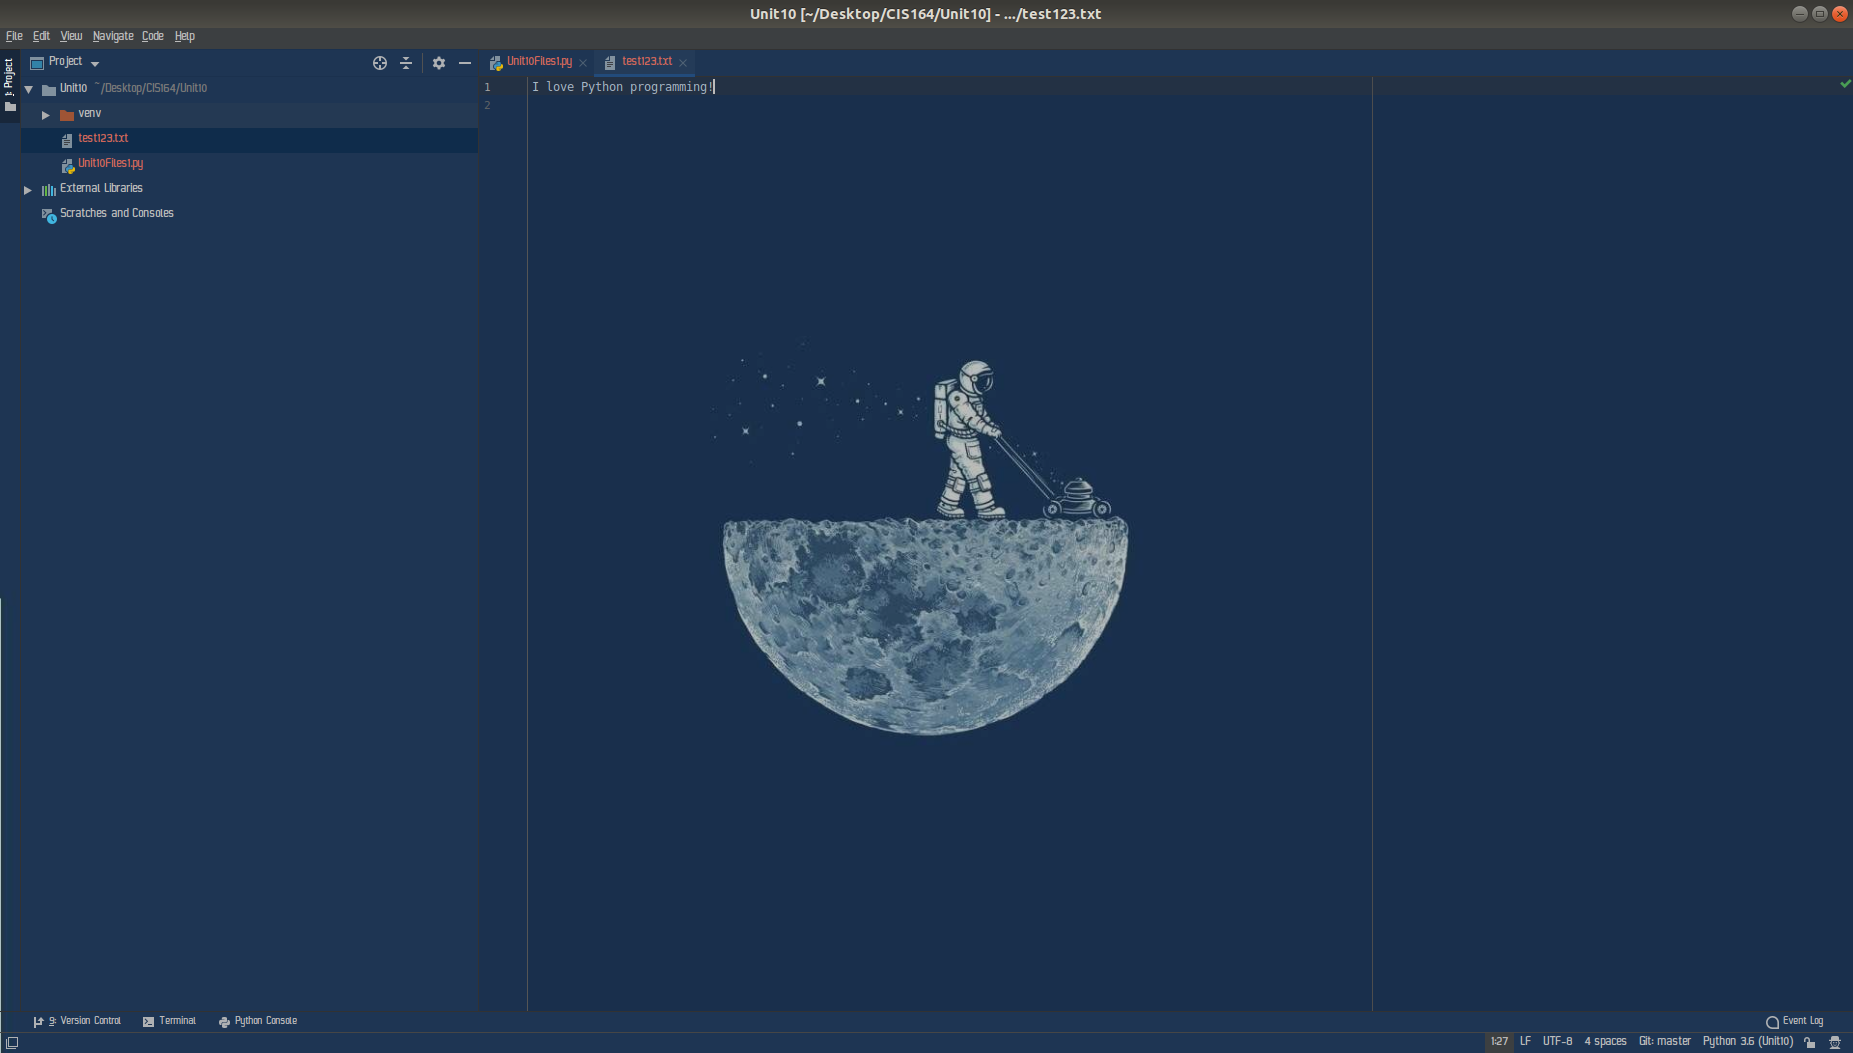 Unit10 [~/Desktop/CIS164/Unit10] - .../test123.txt
File Edit View Navigate Code Help
1: Project
Project
Unit10 ~/Desktop/CIS164/Unit10
venv
test123.txt
Unit10Files1.py
External Libraries
Scratches and Consoles
Unit10Files1.py test123.txt
1 I love Python programming!
2
9: Version Control Terminal Python Console Event Log
1:27 LF UTF-8 4 spaces Git: master Python 3.6 (Unit10)